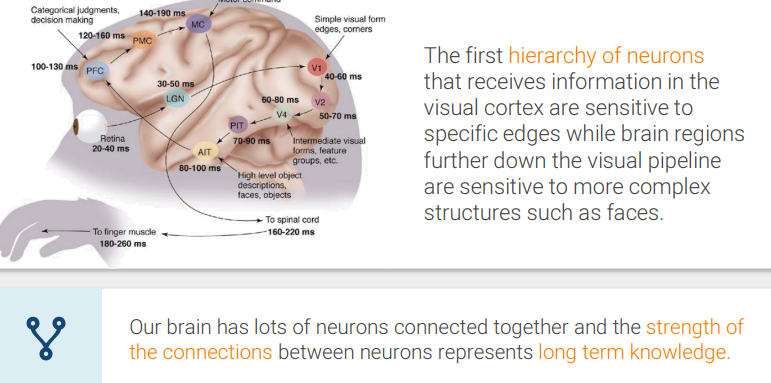 Motor command
Categorical judgments,
decision making
140-190 ms
MC
Simple visual form
edges, corners
120-160 ms
PMC
100-130 ms
PFC
30-50 ms
LGN
V1
40-60 ms
V2
50-70 ms
60-80 ms
V4
PIT
70-90 ms
Intermediate visual
forms, feature
groups, etc.
Retina
20-40 ms
AIT
80-100 ms
High level object
descriptions,
faces, objects
To spinal cord
160-220 ms
To finger muscle
180-260 ms
The first hierarchy of neurons
that receives information in the
visual cortex are sensitive to
specific edges while brain regions
further down the visual pipeline
are sensitive to more complex
structures such as faces.
Our brain has lots of neurons connected together and the strength of
the connections between neurons represents long term knowledge.